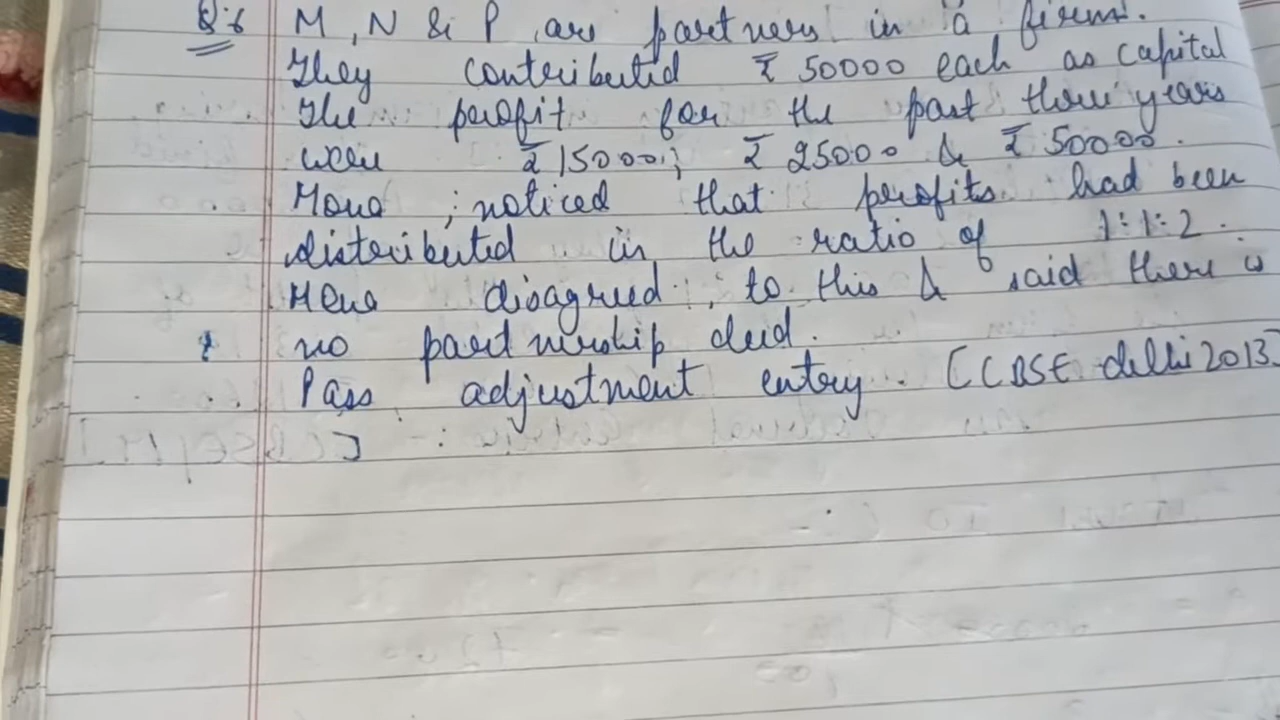 Q:6 M, N & P are partners in a firm.
They contributed ₹ 50000 each as capital
The profit for the past three years
were ₹ 15000; ₹ 25000 & ₹ 50000.
Mona ; noticed that profits had been
distributed in the ratio of 1:1:2.
Mena disagreed to this & said there is
no partnership deed.
Pass adjustment entry. [CBSE delhi 2013
]